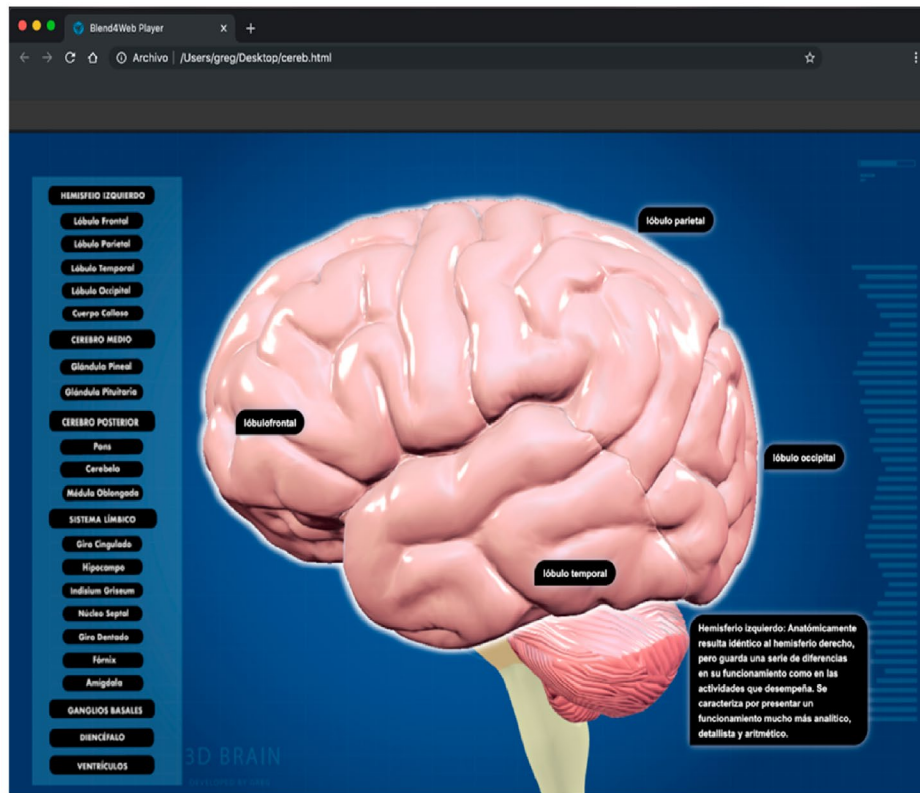 Blend4Web Player
Archivo | /Users/greg/Desktop/cereb.html
HEMISFEIO IZQUIERDO
Lóbulo Frontal
Lóbulo Parietal
Lóbulo Temporal
Lóbulo Occipital
Cuerpo Calloso
CEREBRO MEDIO
Glándula Pineal
Glándula Pituitaria
CEREBRO POSTERIOR
Pons
Cerebelo
Médula Oblongada
SISTEMA LÍMBICO
Giro Cingulado
Hipocampo
Indisium Griseum
Núcleo Septal
Giro Dentado
Fórnix
Amígdala
GANGLIOS BASALES
DIENCÉFALO
VENTRÍCULOS
lóbulo parietal
lóbulofrontal
lóbulo occipital
lóbulo temporal
Hemisferio izquierdo: Anatómicamente
resulta idéntico al hemisferio derecho,
pero guarda una serie de diferencias
en su funcionamiento como en las
actividades que desempeña. Se
caracteriza por presentar un
funcionamiento mucho más analítico,
detallista y aritmético.
3D BRAIN